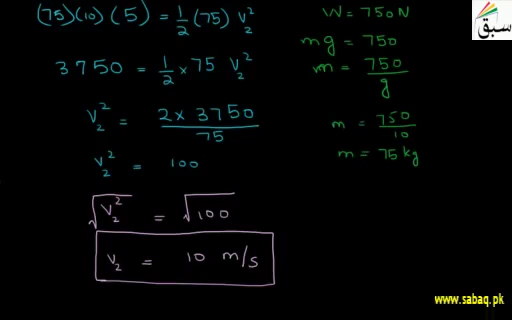 (75)(10)(5) = 1/2 (75) V₂²
3750 = 1/2 × 75 V₂²
V₂² = 2 × 3750 / 75
V₂² = 100
√V₂² = √100
V₂ = 10 m/s
W = 750N
mg = 750
m = 750 / g
m = 750 / 10
m = 75 kg
سبق
www.sabaq.pk